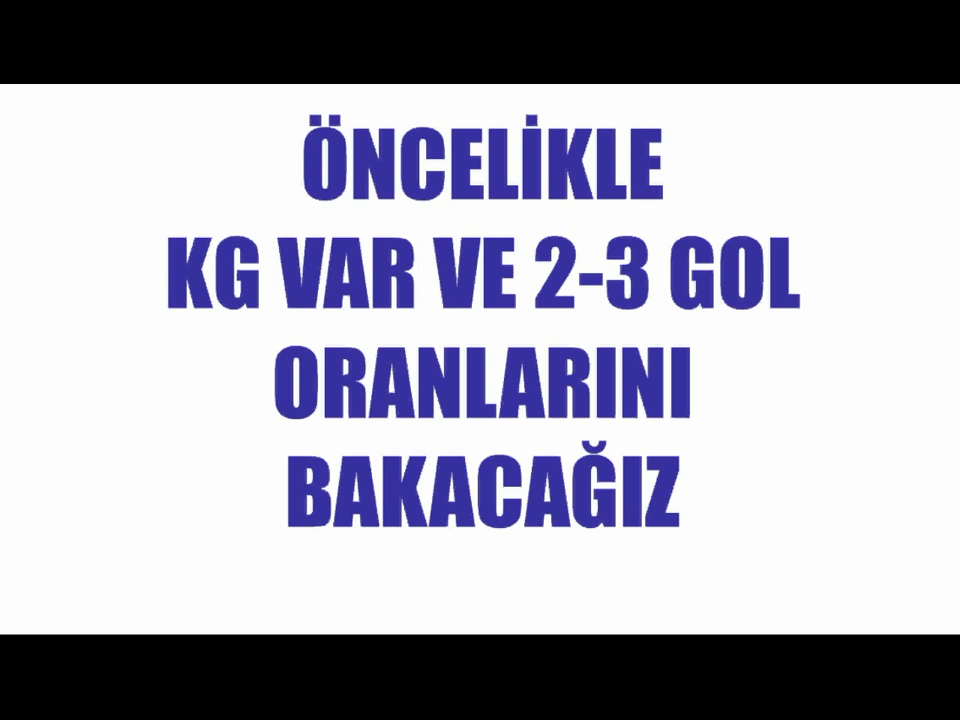 ÖNCELİKLE
KG VAR VE 2-3 GOL
ORANLARINI
BAKACAĞIZ